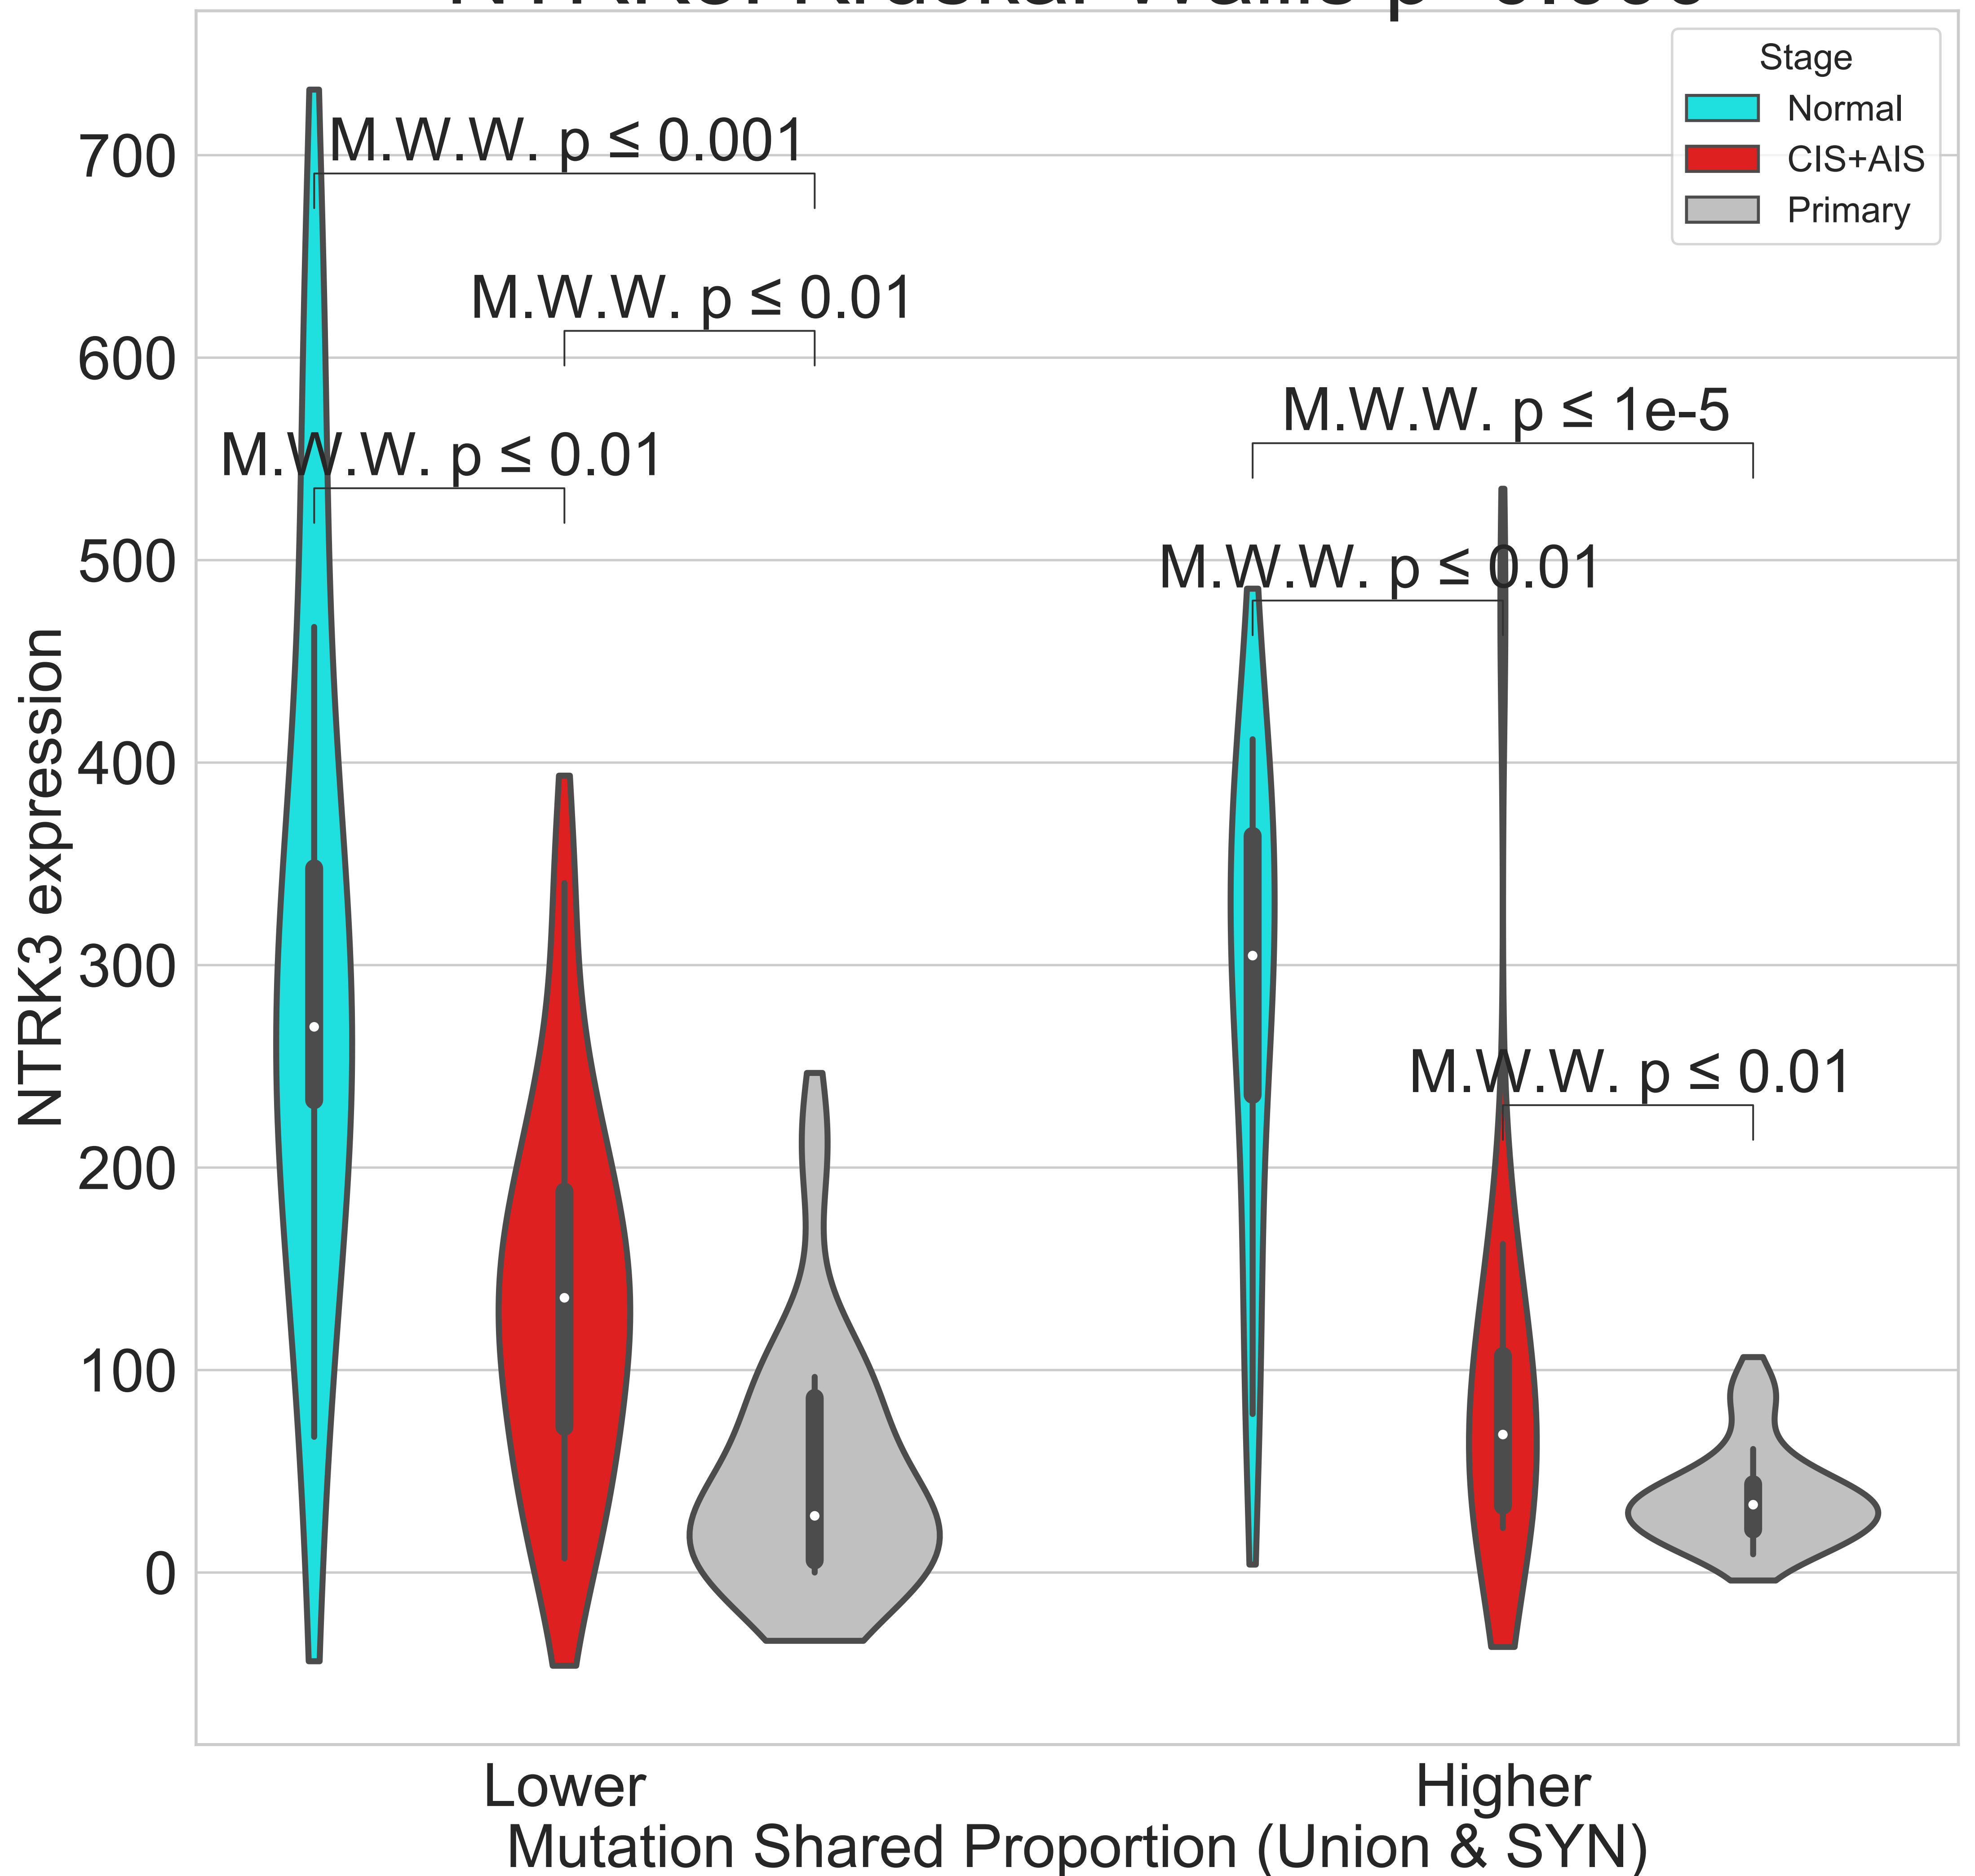 Stage
Normal
CIS+AIS
Primary
M.W.W. p ≤ 0.001
M.W.W. p ≤ 0.01
M.W.W. p ≤ 0.01
M.W.W. p ≤ 1e-5
M.W.W. p ≤ 0.01
M.W.W. p ≤ 0.01
700
600
500
400
300
200
100
0
NTRK3 expression
Lower
Higher
Mutation Shared Proportion (Union & SYN)